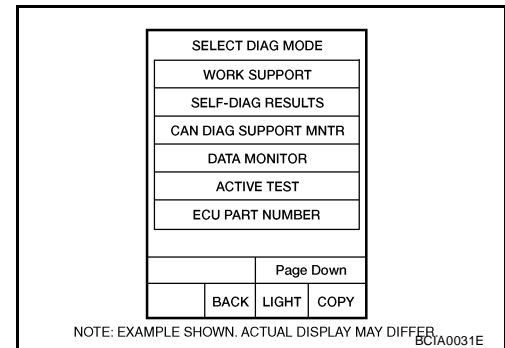 SELECT DIAG MODE
WORK SUPPORT
SELF-DIAG RESULTS
CAN DIAG SUPPORT MNTR
DATA MONITOR
ACTIVE TEST
ECU PART NUMBER
Page Down
BACK LIGHT COPY
NOTE: EXAMPLE SHOWN. ACTUAL DISPLAY MAY DIFFER.
BCIA0031E